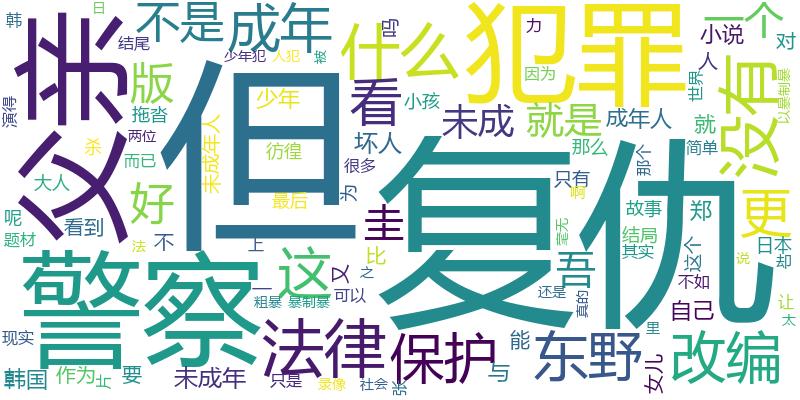 韩
日
不是
成年
什么
吗
犯罪
力
一个
结尾
少年犯
人犯
被
小说
对
人
父亲
版
但
看
因为
世界
以暴制暴
没有
演得
拖沓
少年
小孩
未成
就是
成年人
就
杀
两位
未成年人
彷徨
坏人
那么
那个
简单
而已
很多
大人
好
最后
为
只有
啊
更
呢
看到
不
圭
复仇
故事
郑
题材
法
上
比
吾
毫无
结局
其实
这个
日本
却
说
警察
这
又
之
一
粗暴
暴制暴
可以
还是
真的
不如
自己
让
太
现实
法律
保护
能
东野
里
改编
韩国
作为
要
未成年
只是
录像
社会
与
女儿